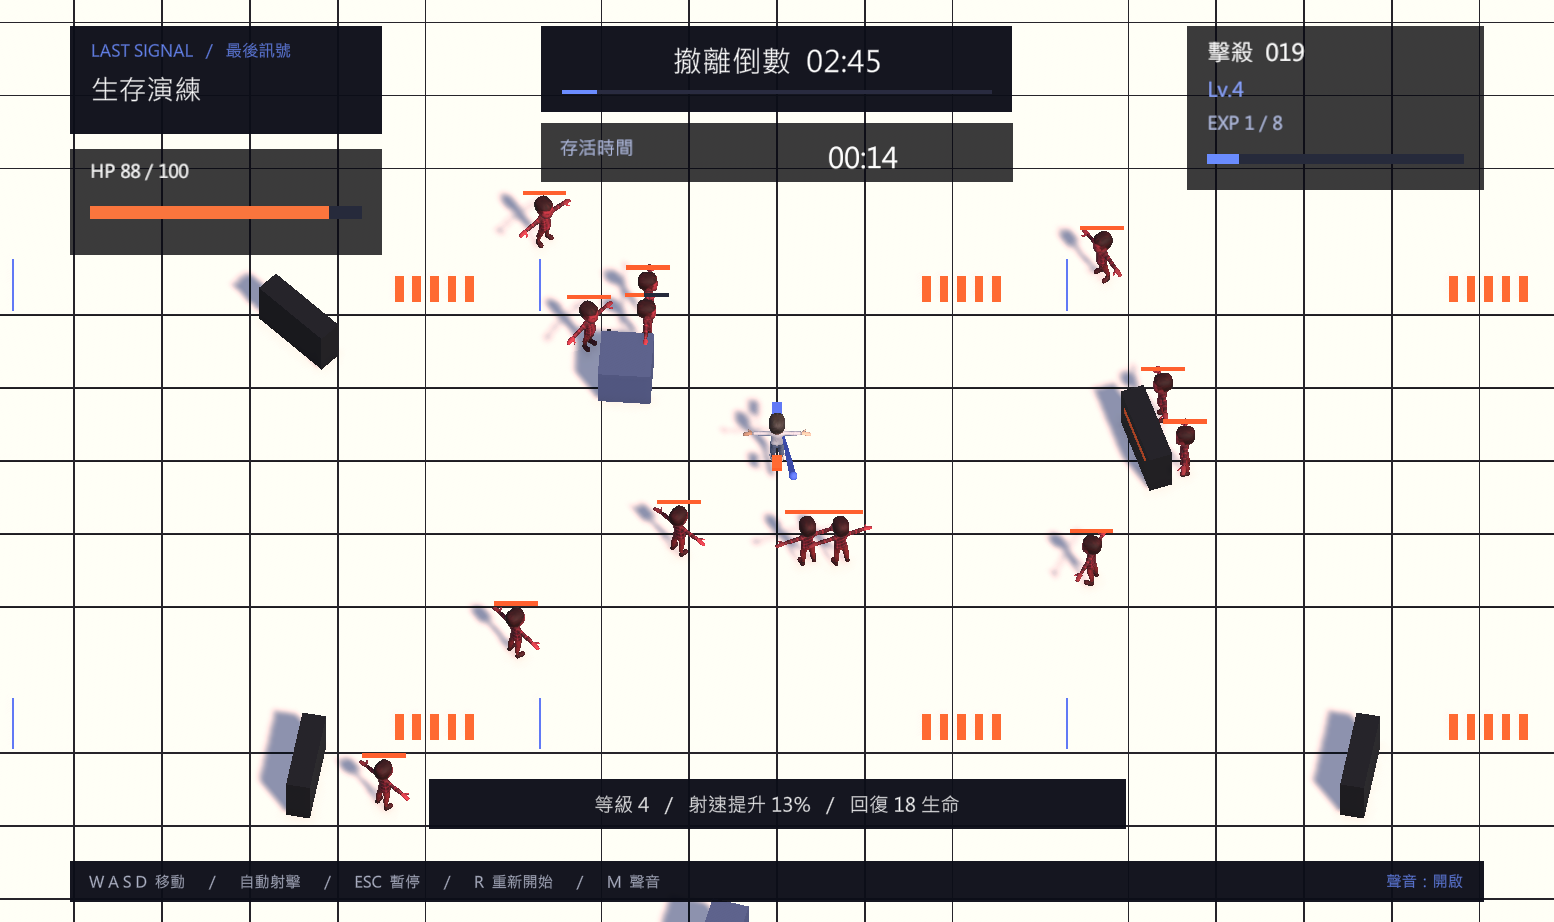 LAST SIGNAL / 最後訊號
生存演練
HP 88 / 100
撤離倒數 02:45
存活時間 00:14
擊殺 019
Lv.4
EXP 1 / 8
等級 4 / 射速提升 13% / 回復 18 生命
W A S D 移動 / 自動射擊 / ESC 暫停 / R 重新開始 / M 聲音
聲音：開啟